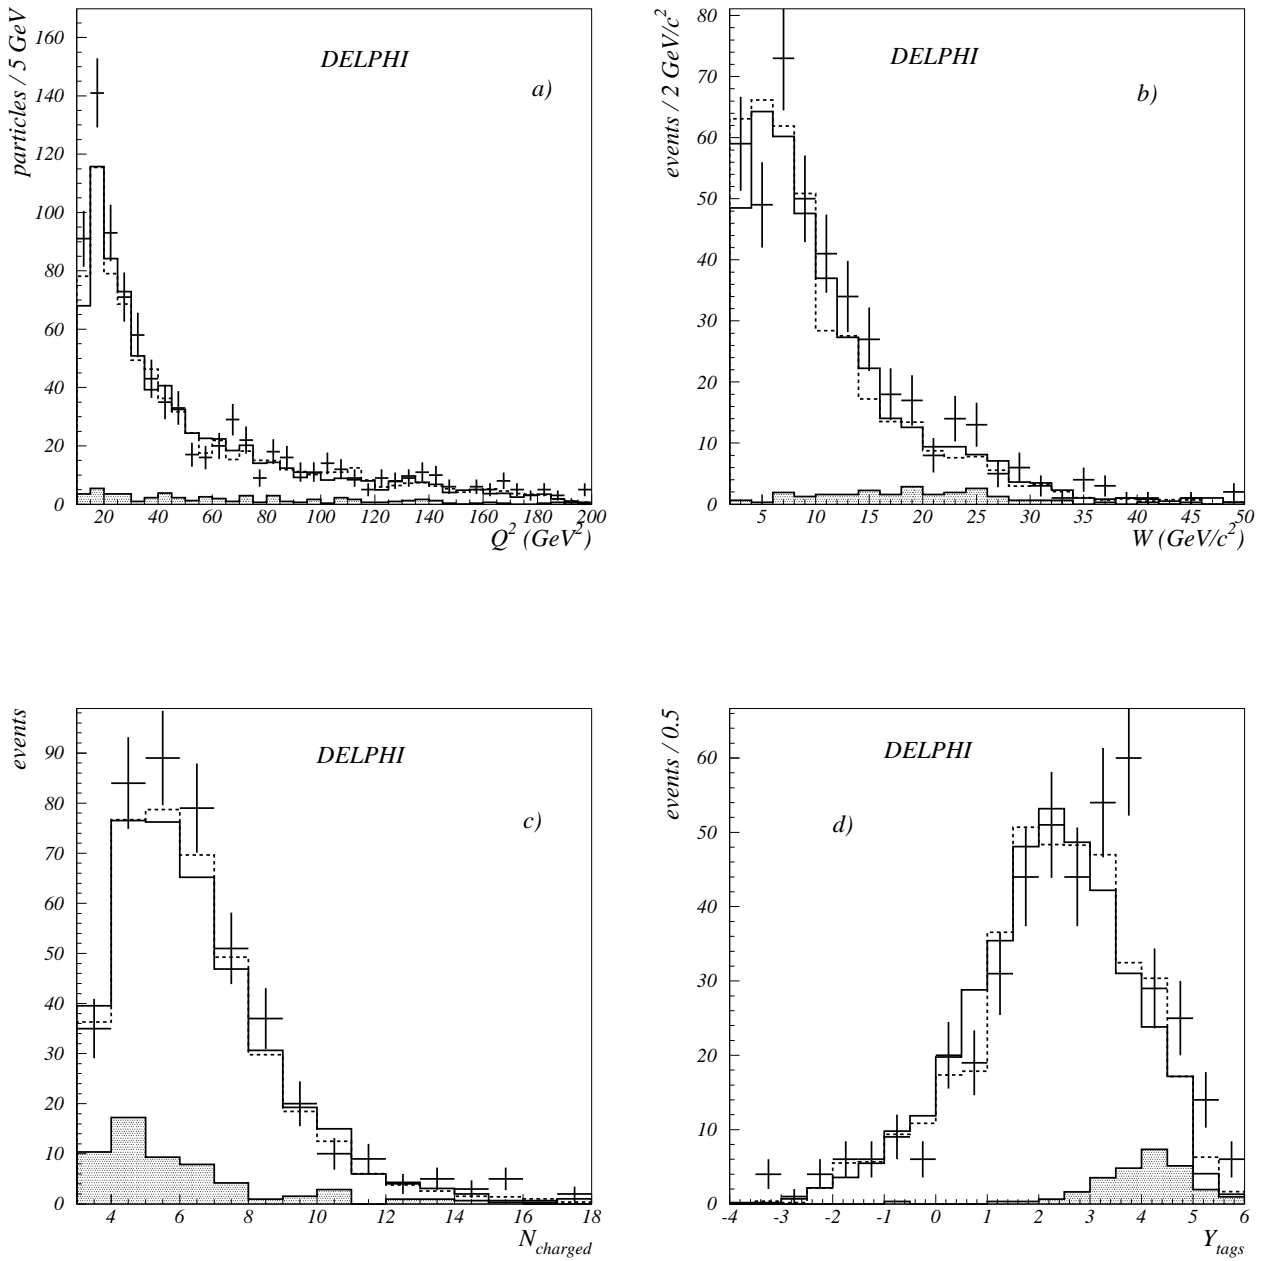 particles / 5 GeV
DELPHI
a)
160
140
120
100
80
60
40
20
0
20 40 60 80 100 120 140 160 180 200
Q² (GeV²)
events / 2 GeV/c²
DELPHI
b)
80
70
60
50
40
30
20
10
0
5 10 15 20 25 30 35 40 45 50
W (GeV/c²)
events
DELPHI
c)
90
80
70
60
50
40
30
20
10
0
4 6 8 10 12 14 16 18
N charged
events / 0.5
DELPHI
d)
60
50
40
30
20
10
0
-4 -3 -2 -1 0 1 2 3 4 5 6
Y tags